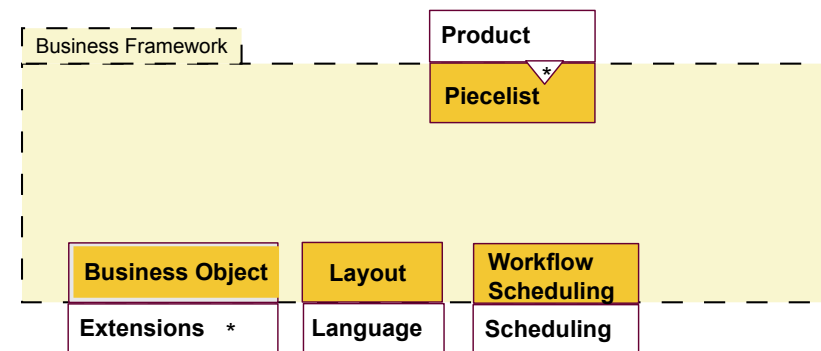 Business Framework
Product
*
Piecelist
Business Object
Layout
Workflow
Scheduling
Extensions *
Language
Scheduling